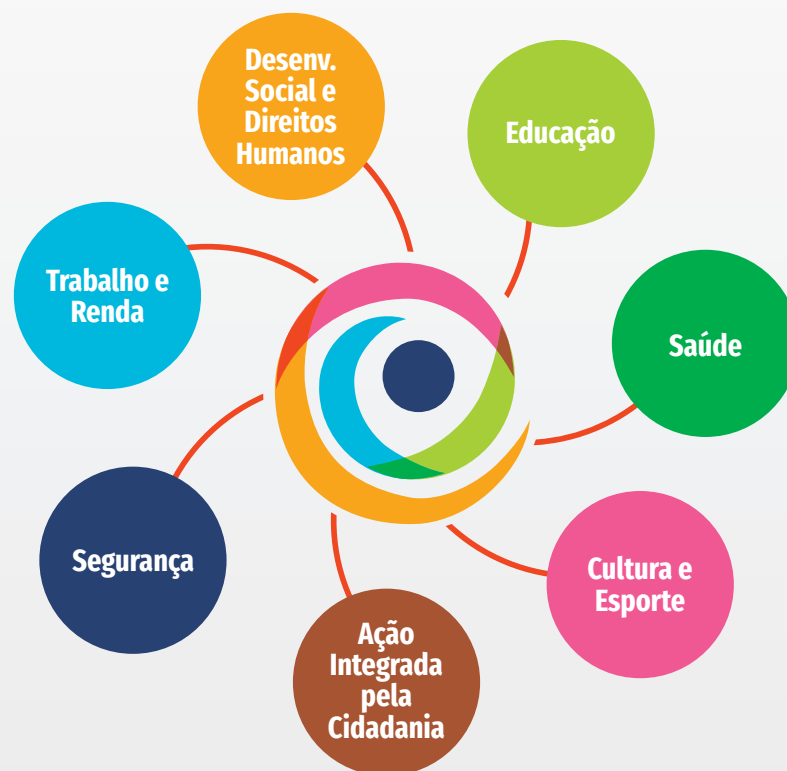 Desenv.
Social e
Direitos
Humanos
Educação
Trabalho e
Renda
Saúde
Segurança
Cultura e
Esporte
Ação
Integrada
pela
Cidadania